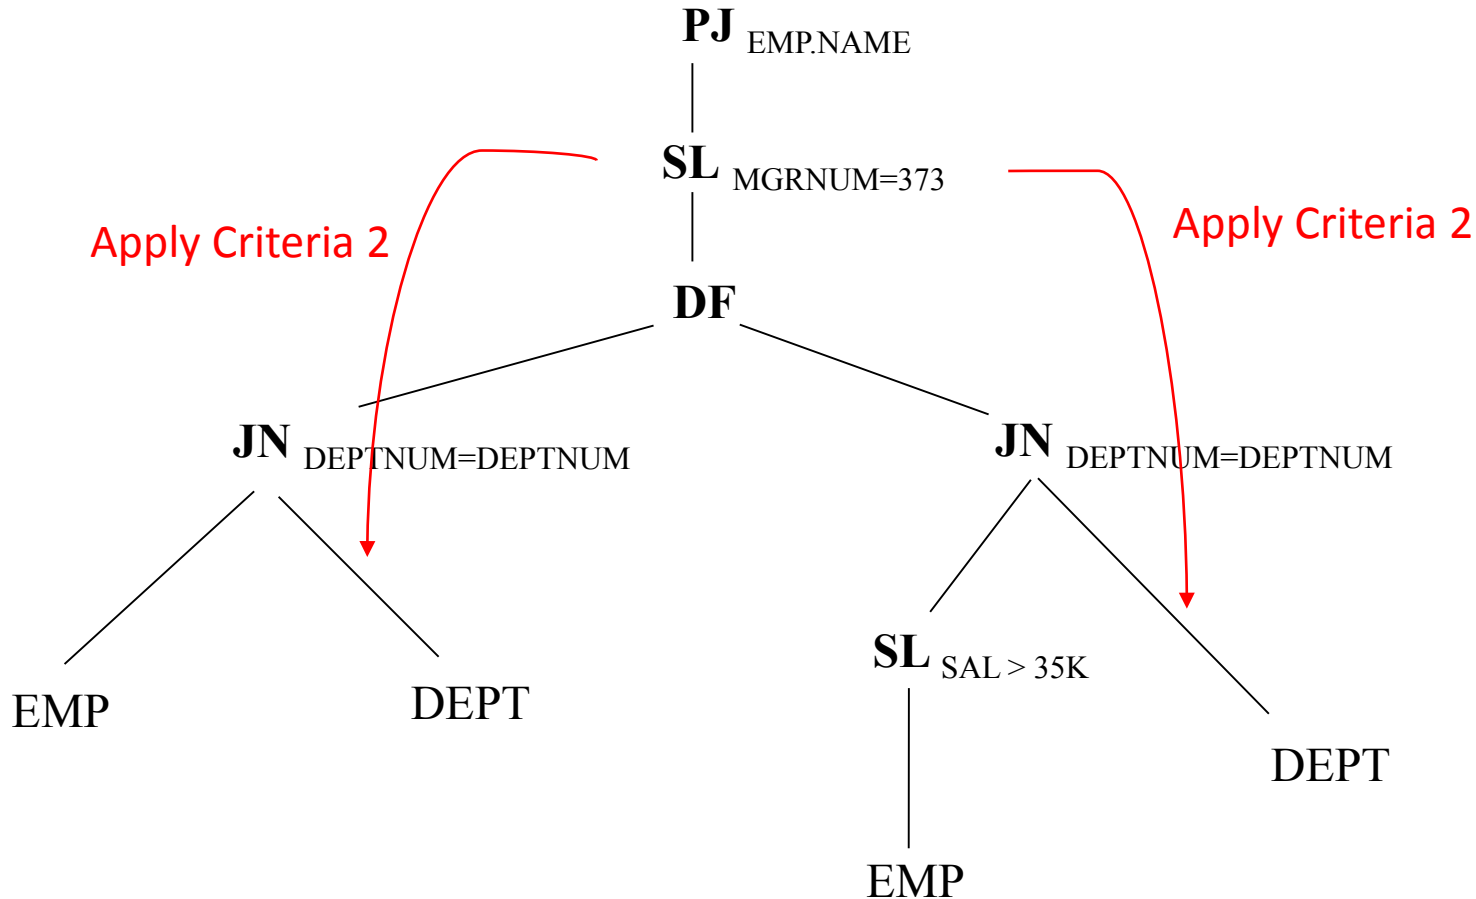 PJ EMP.NAME
SL MGRNUM=373
Apply Criteria 2
Apply Criteria 2
DF
JN DEPTNUM=DEPTNUM
JN DEPTNUM=DEPTNUM
SL SAL > 35K
EMP
DEPT
DEPT
EMP